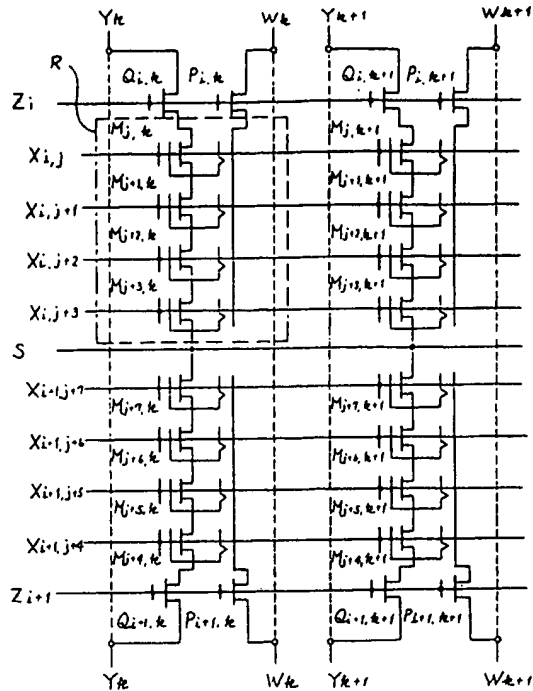 Yk Wk Yk+1 Wk+1
R Qi,k Pi,k Qi,k+1 Pi,k+1
Zi
Mj,k Mj,k+1
Xi,j
Mj+1,k Mj+1,k+1
Xi,j+1
Mj+2,k Mj+2,k+1
Xi,j+2
Mj+3,k Mj+3,k+1
Xi,j+3
S
Xi+1,j+7
Mj+7,k Mj+7,k+1
Xi+1,j+6
Mj+6,k Mj+6,k+1
Xi+1,j+5
Mj+5,k Mj+5,k+1
Xi+1,j+4
Mj+4,k Mj+4,k+1
Zi+1
Qi+1,k Pi+1,k Qi+1,k+1 Pi+1,k+1
Yk Wk Yk+1 Wk+1